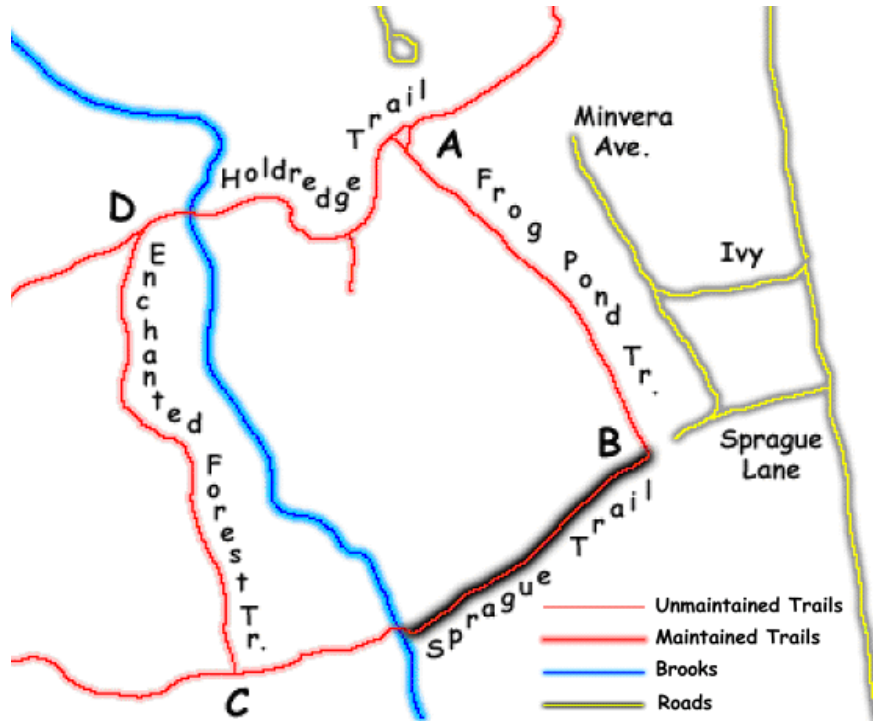 Minvera
Ave.
Holdredge Trail
A
Frog Pond Tr.
D
Ivy
Enchanted Forest Tr.
B
Sprague
Lane
Sprague Trail
C
Unmaintained Trails
Maintained Trails
Brooks
Roads